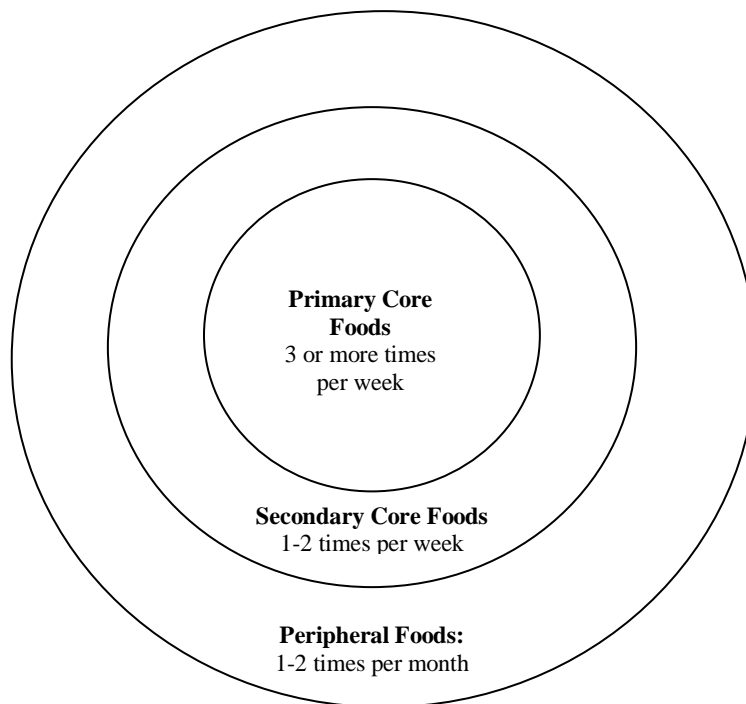 Primary Core
Foods
3 or more times
per week
Secondary Core Foods
1-2 times per week
Peripheral Foods:
1-2 times per month